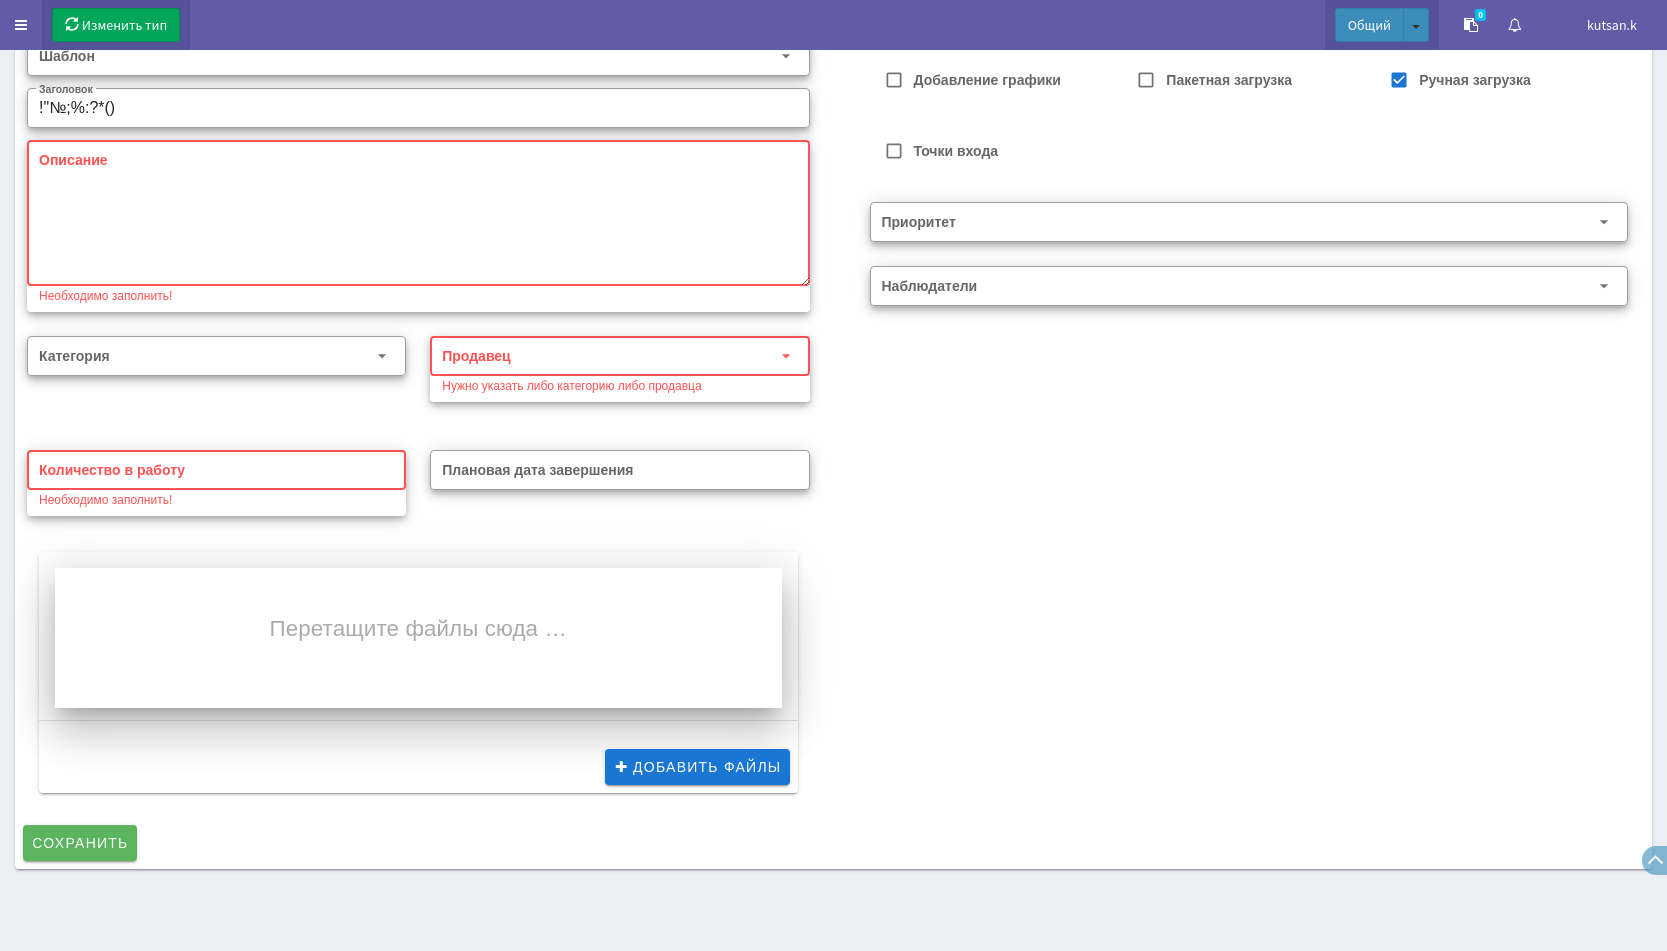 Изменить тип
Общий
0
kutsan.k
Шаблон
Заголовок
!"№;%:?*()
Описание
Необходимо заполнить!
Категория
Продавец
Нужно указать либо категорию либо продавца
Количество в работу
Необходимо заполнить!
Плановая дата завершения
Перетащите файлы сюда …
ДОБАВИТЬ ФАЙЛЫ
СОХРАНИТЬ
Добавление графики
Пакетная загрузка
Ручная загрузка
Точки входа
Приоритет
Наблюдатели